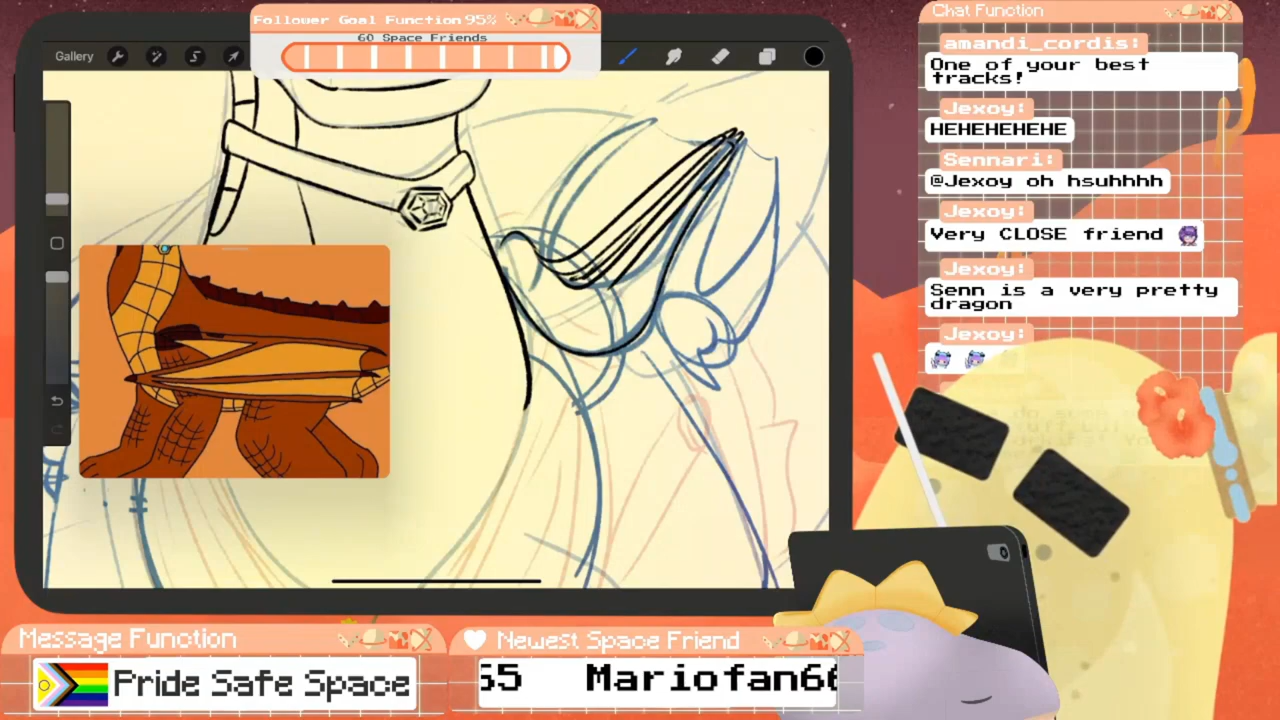 Follower Goal Function 95%
60 Space Friends
Gallery
Chat Function
amandi_cordis:
One of your best
tracks!
Jexoy:
HEHEHEHEHE
Sennari:
@Jexoy oh hsuhhhh
Jexoy:
Very CLOSE friend
Jexoy:
Senn is a very pretty
dragon
Jexoy:
Message Function
Pride Safe Space
Newest Space Friend
Mariofan66